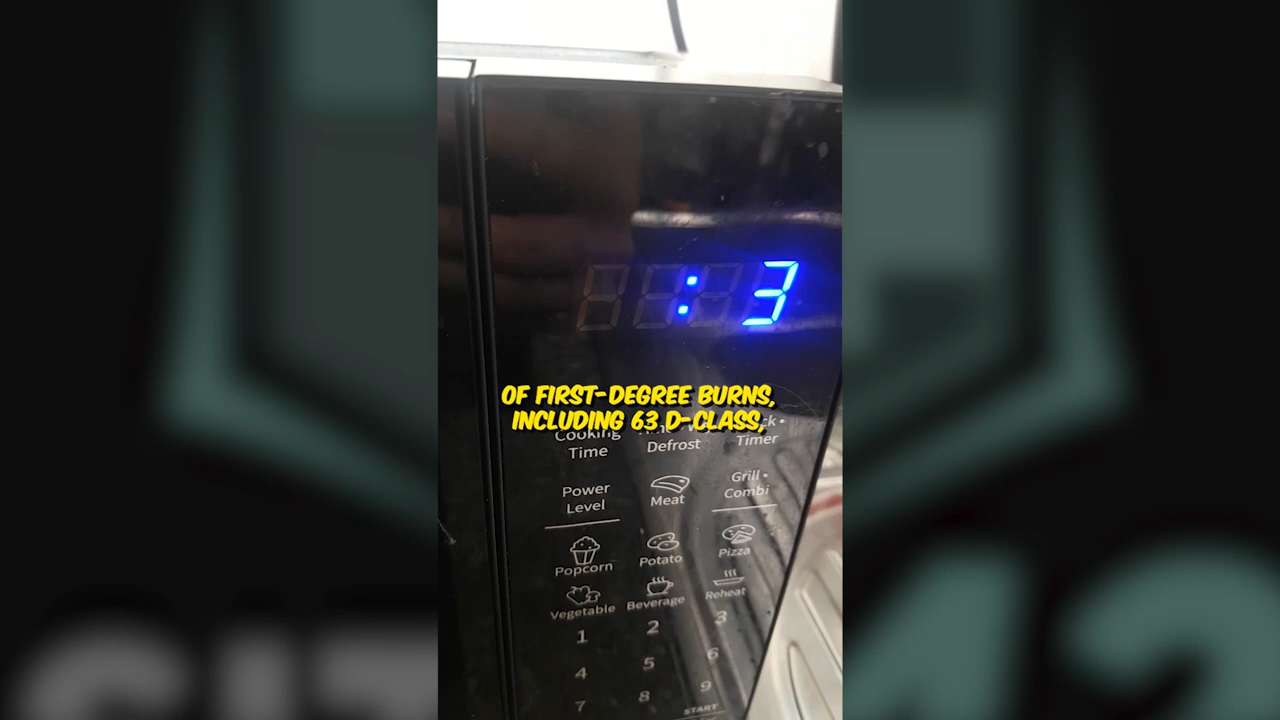 : 3
OF FIRST-DEGREE BURNS,
INCLUDING 63 D-CLASS,
Cooking
Time
Defrost
Timer
Power
Level
Meat
Grill •
Combi
Popcorn
Potato
Pizza
Vegetable
Beverage
Reheat
1
2
3
4
5
6
7
8
9
START